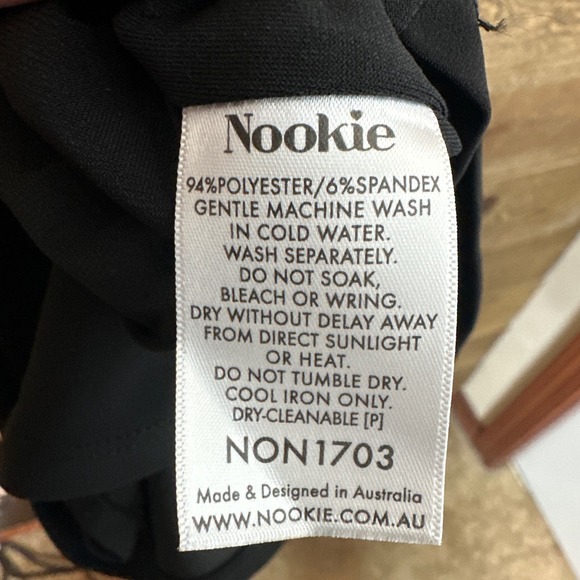 Nookie
94%POLYESTER/6%SPANDEX
GENTLE MACHINE WASH
IN COLD WATER.
WASH SEPARATELY.
DO NOT SOAK,
BLEACH OR WRING.
DRY WITHOUT DELAY AWAY
FROM DIRECT SUNLIGHT
OR HEAT.
DO NOT TUMBLE DRY.
COOL IRON ONLY.
DRY-CLEANABLE [P]
NON1703
Made & Designed in Australia
WWW.NOOKIE.COM.AU